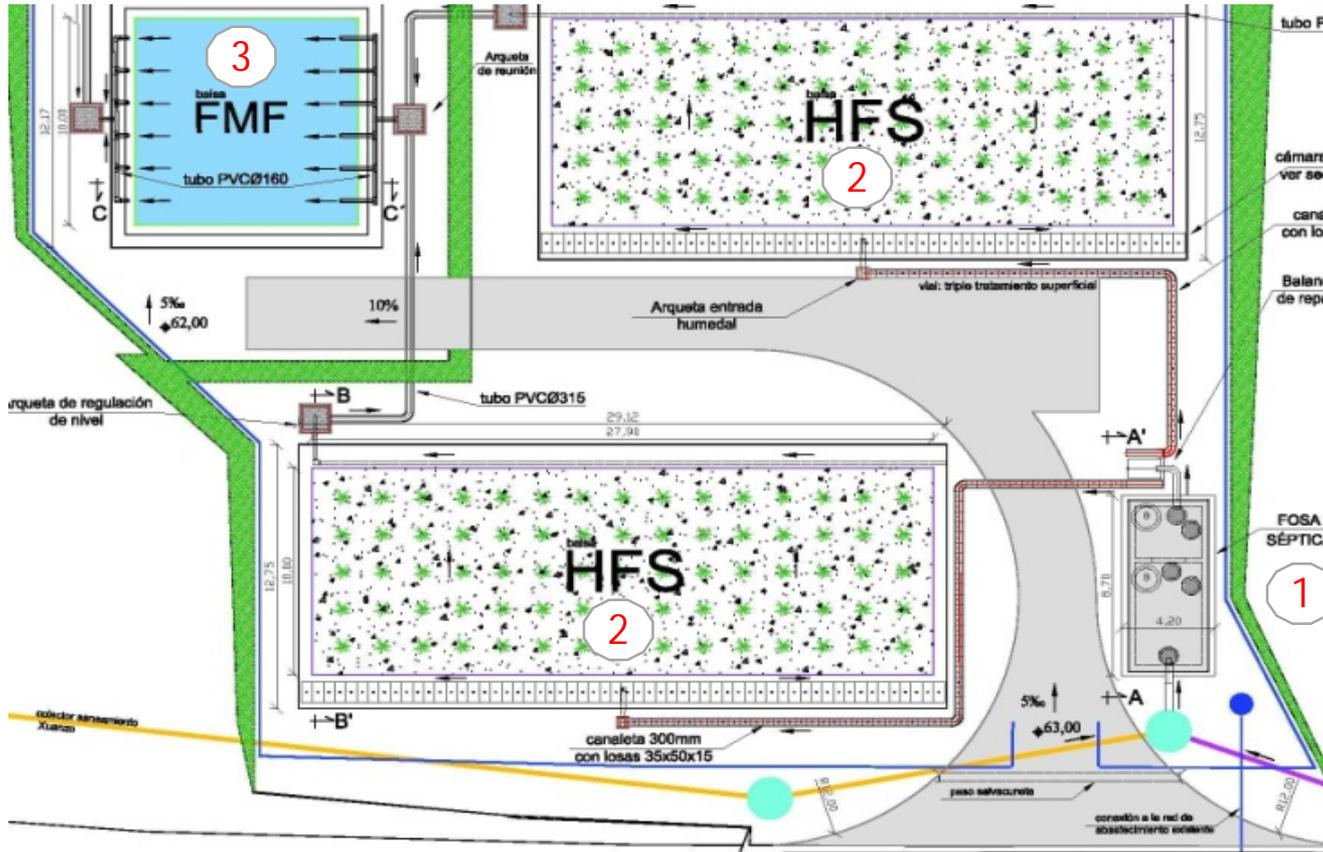 tubo P
3
Arqueta
de reunión
balsa
FMF
balsa
HFS
2
12,17
10,00
12,75
cámara
ver se
tubo PVCØ160
C
C'
cana
con lo
vial: triple tratamiento superficial
Balan
de repa
5‰
62,00
10%
Arqueta entrada
humedal
B
rqueta de regulación
de nivel
tubo PVCØ315
29,12
27,90
A'
FOSA
SÉPTICA
1
balsa
HFS
2
12,75
10,80
8,70
4,20
B'
A
5‰
63,00
colector saneamiento
Xuanzo
canaleta 300mm
con losas 35x50x15
R12,00
paso salvacuneta
conexión a la red de
abastecimiento existente
R12,00